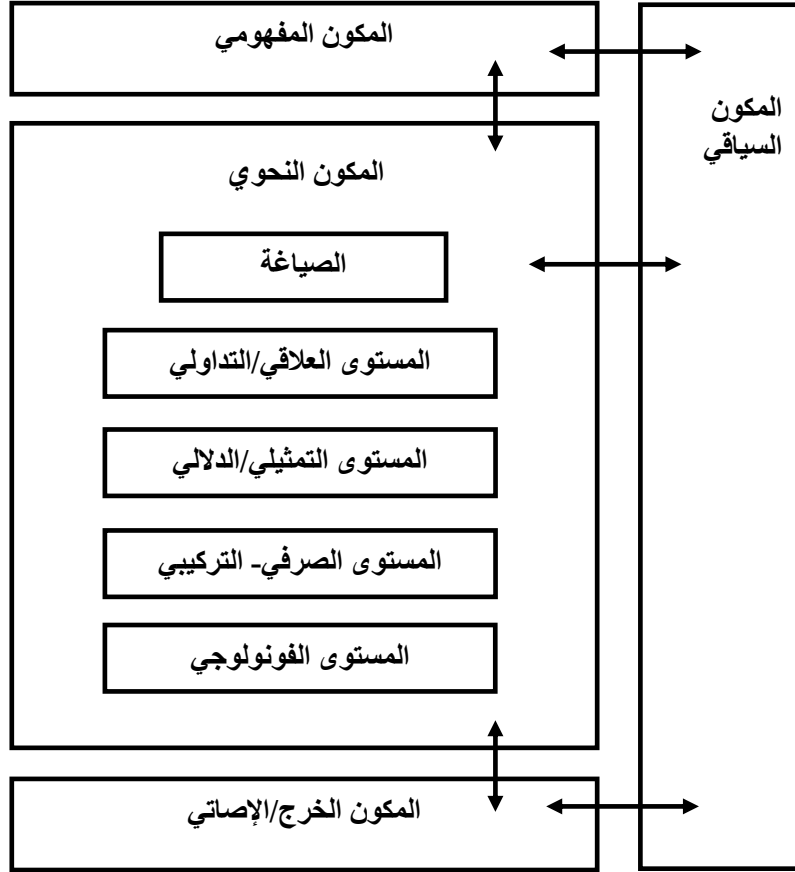 المكون المفهومي
المكون
السياقي
المكون النحوي
الصياغة
المستوى العلاقي/التداولي
المستوى التمثيلي/الدلالي
المستوى الصرفي- التركيبي
المستوى الفونولوجي
المكون الخرج/الإصاتي